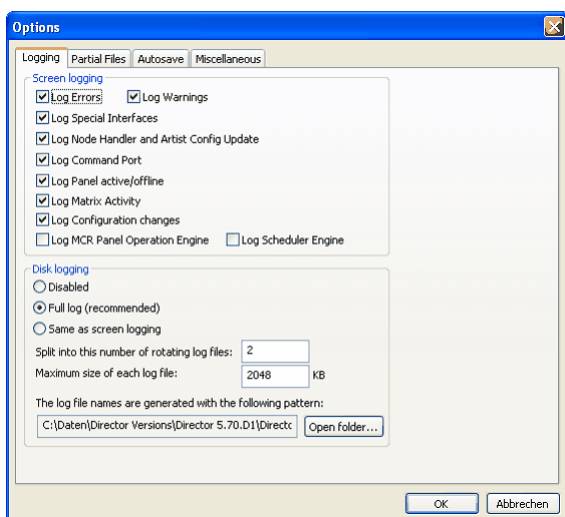 Options
Logging Partial Files Autosave Miscellaneous
Screen logging
Log Errors Log Warnings
Log Special Interfaces
Log Node Handler and Artist Config Update
Log Command Port
Log Panel active/offline
Log Matrix Activity
Log Configuration changes
Log MCR Panel Operation Engine Log Scheduler Engine
Disk logging
Disabled
Full log (recommended)
Same as screen logging
Split into this number of rotating log files: 2
Maximum size of each log file: 2048 KB
The log file names are generated with the following pattern:
C:\Daten\Director Versions\Director 5.70.D1\Directo Open folder...
OK Abbrechen